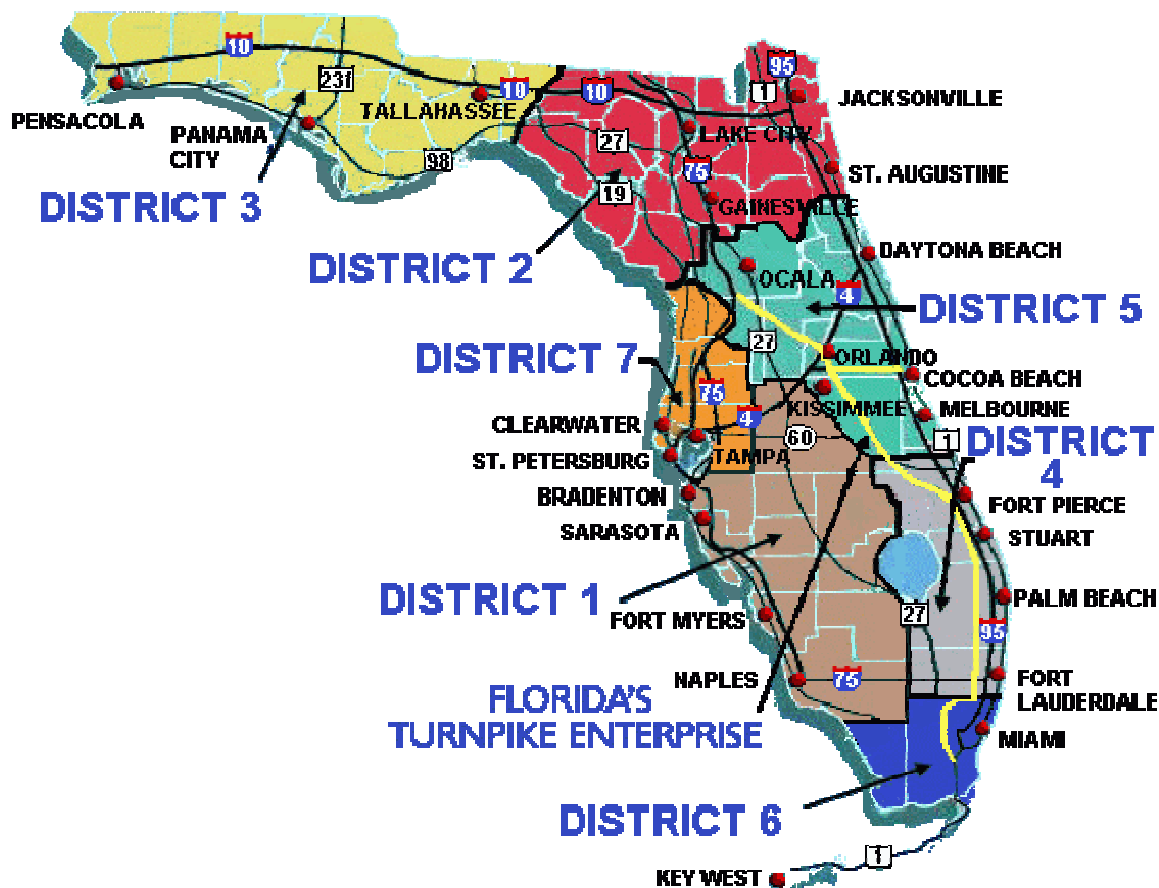 10
95
231
10
10
1
JACKSONVILLE
TALLAHASSEE
PENSACOLA
PANAMA
CITY
LAKE CITY
27
98
75
ST. AUGUSTINE
19
DISTRICT 3
GAINESVILLE
DAYTONA BEACH
DISTRICT 2
OCALA
4
DISTRICT 5
27
DISTRICT 7
ORLANDO
COCOA BEACH
75
KISSIMMEE
MELBOURNE
4
CLEARWATER
60
1
DISTRICT
4
ST. PETERSBURG
TAMPA
BRADENTON
FORT PIERCE
SARASOTA
STUART
DISTRICT 1
PALM BEACH
27
FORT MYERS
95
NAPLES
75
FORT
LAUDERDALE
FLORIDA'S
TURNPIKE ENTERPRISE
MIAMI
DISTRICT 6
1
KEY WEST